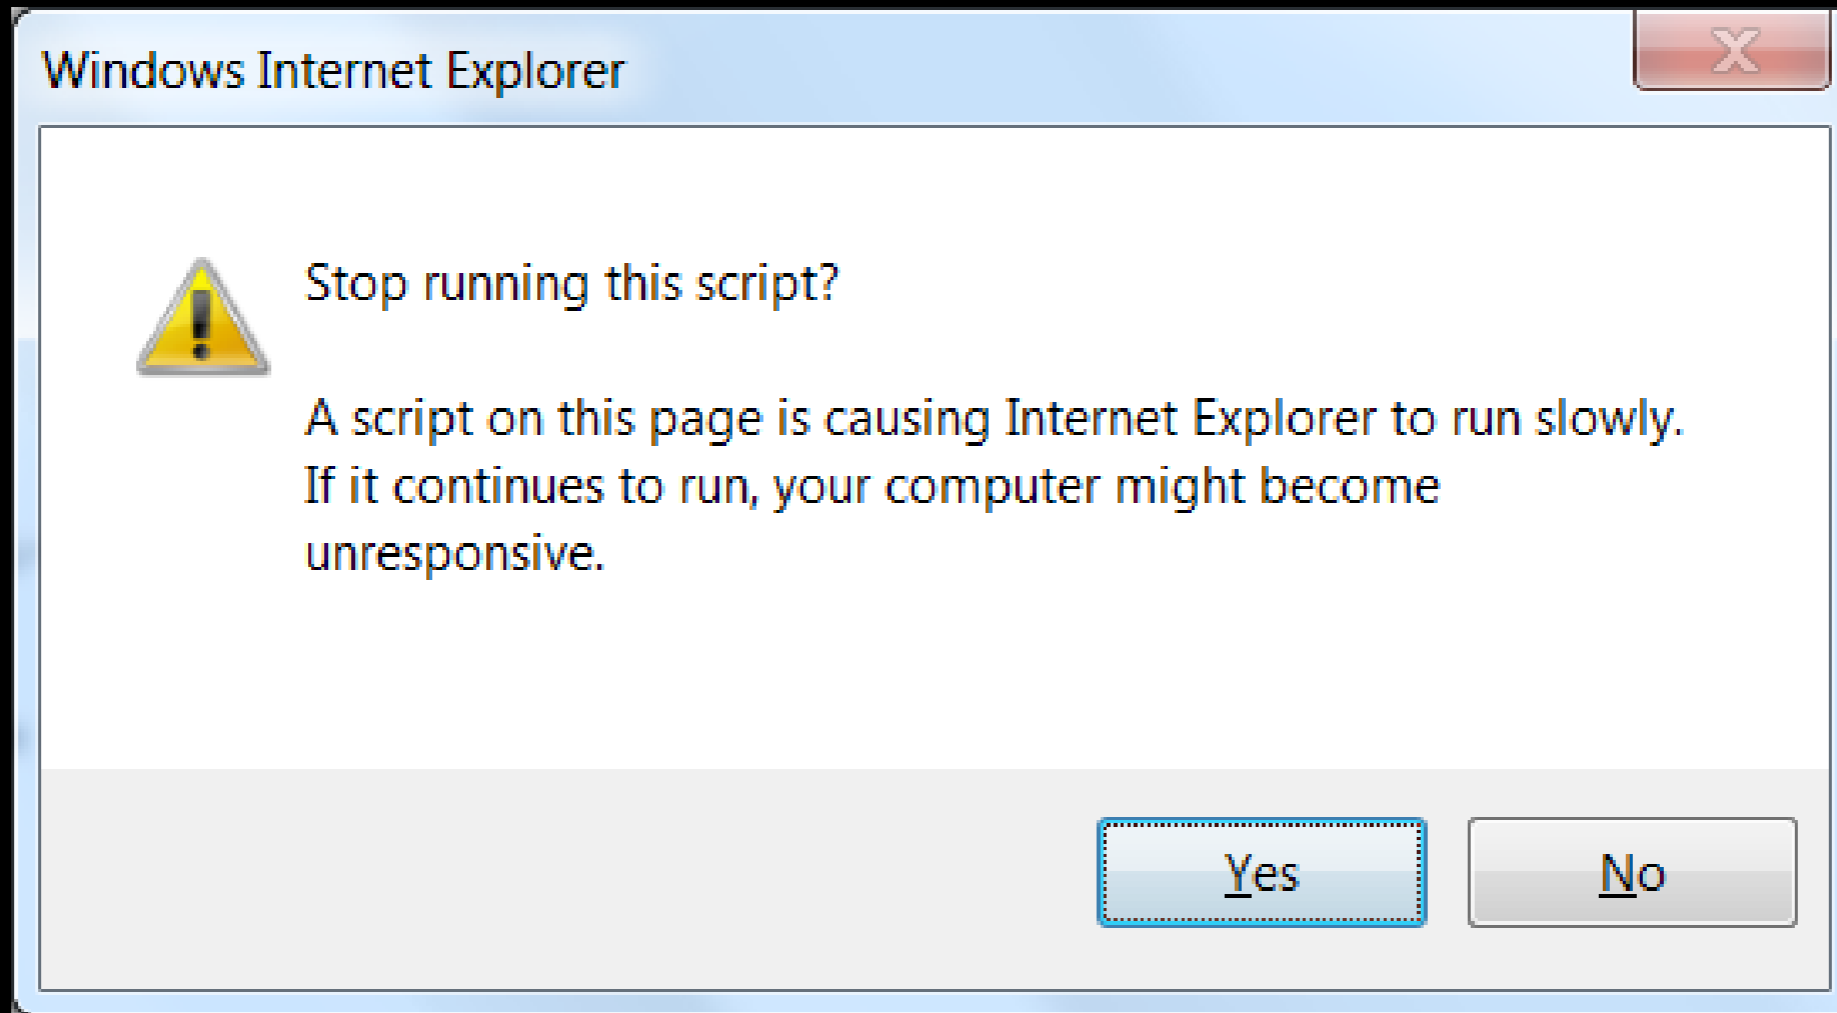 Windows Internet Explorer
X
Stop running this script?
A script on this page is causing Internet Explorer to run slowly.
If it continues to run, your computer might become
unresponsive.
Yes
No